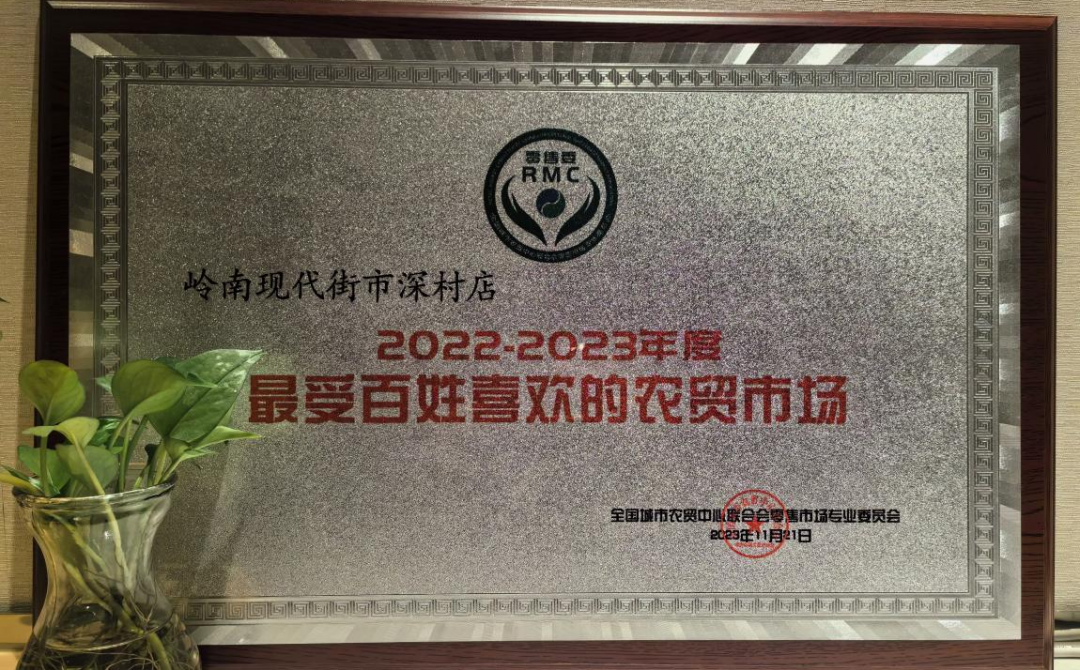 零售委
RMC
岭南现代街市深村店
2022-2023年度
最受百姓喜欢的农贸市场
全国城市农贸中心联合会零售市场专业委员会
2023年11月21日